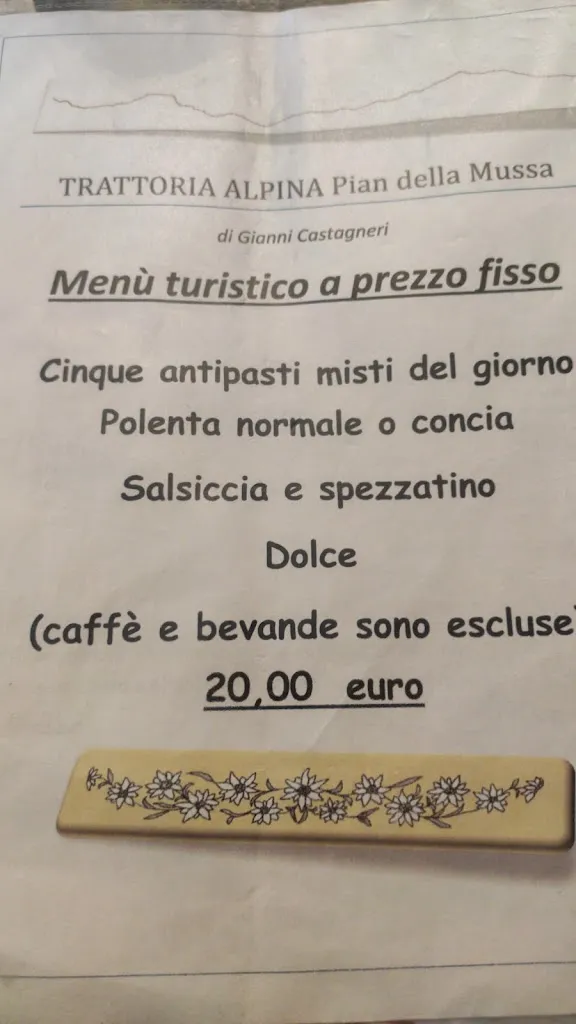 TRATTORIA ALPINA Pian della Mussa
di Gianni Castagneri
Menù turistico a prezzo fisso
Cinque antipasti misti del giorno
Polenta normale o concia
Salsiccia e spezzatino
Dolce
(caffè e bevande sono escluse)
20,00 euro